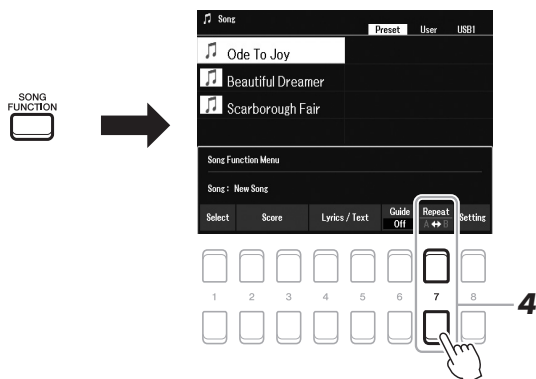 Song
Preset User USB1
Ode To Joy
Beautiful Dreamer
Scarborough Fair
SONG
FUNCTION
Song Function Menu
Song : New Song
Select Score Lyrics / Text Guide Off Repeat A ↔ B Setting
1 2 3 4 5 6 7 8
4